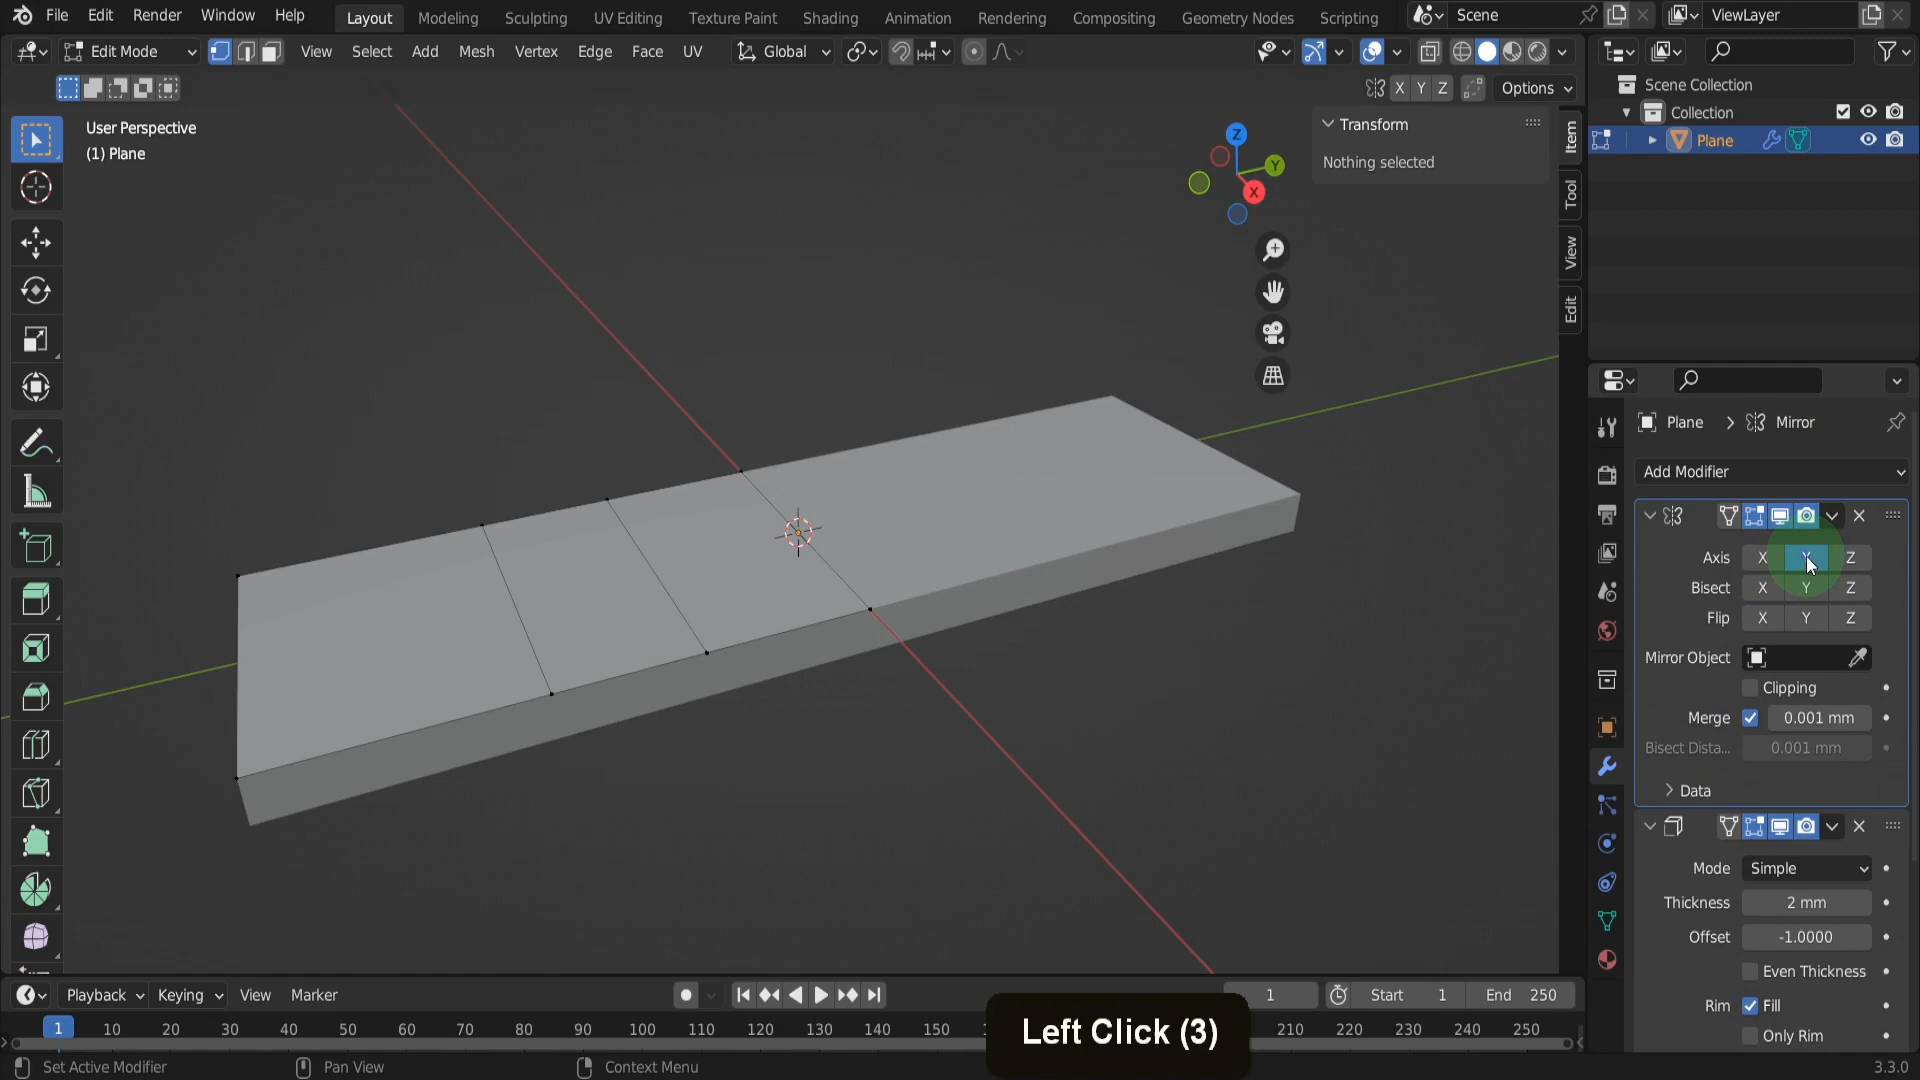 File Edit Render Window Help Layout Modeling Sculpting UV Editing Texture Paint Shading Animation Rendering Compositing Geometry Nodes Scripting Scene ViewLayer
Edit Mode View Select Add Mesh Vertex Edge Face UV Global
X Y Z Options
User Perspective
(1) Plane
Z
Y
X
Transform
Nothing selected
Item
Tool
View
Edit
Scene Collection
Collection
Plane
Plane Mirror
Add Modifier
Axis X Y Z
Bisect X Y Z
Flip X Y Z
Mirror Object
Clipping
Merge 0.001 mm
Bisect Dista... 0.001 mm
Data
Mode Simple
Thickness 2 mm
Offset -1.0000
Even Thickness
Rim Fill
Only Rim
Playback Keying View Marker 1 Start 1 End 250
1 10 20 30 40 50 60 70 80 90 100 110 120 130 140 150 210 220 230 240 250
Left Click (3)
Set Active Modifier Pan View Context Menu 3.3.0